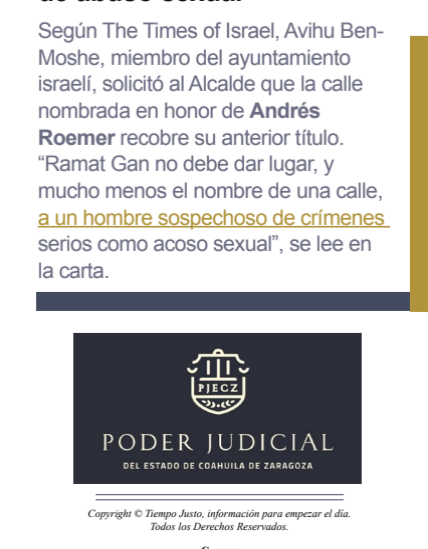 Según The Times of Israel, Avihu Ben-
Moshe, miembro del ayuntamiento
israelí, solicitó al Alcalde que la calle
nombrada en honor de Andrés
Roemer recobre su anterior título.
“Ramat Gan no debe dar lugar, y
mucho menos el nombre de una calle,
a un hombre sospechoso de crímenes
serios como acoso sexual”, se lee en
la carta.
PJECZ
PODER JUDICIAL
DEL ESTADO DE COAHUILA DE ZARAGOZA
Copyright © Tiempo Justo, información para empezar el día.
Todos los Derechos Reservados.